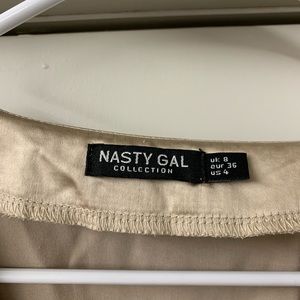 NASTY GAL
COLLECTION
uk 8
eur 36
us 4